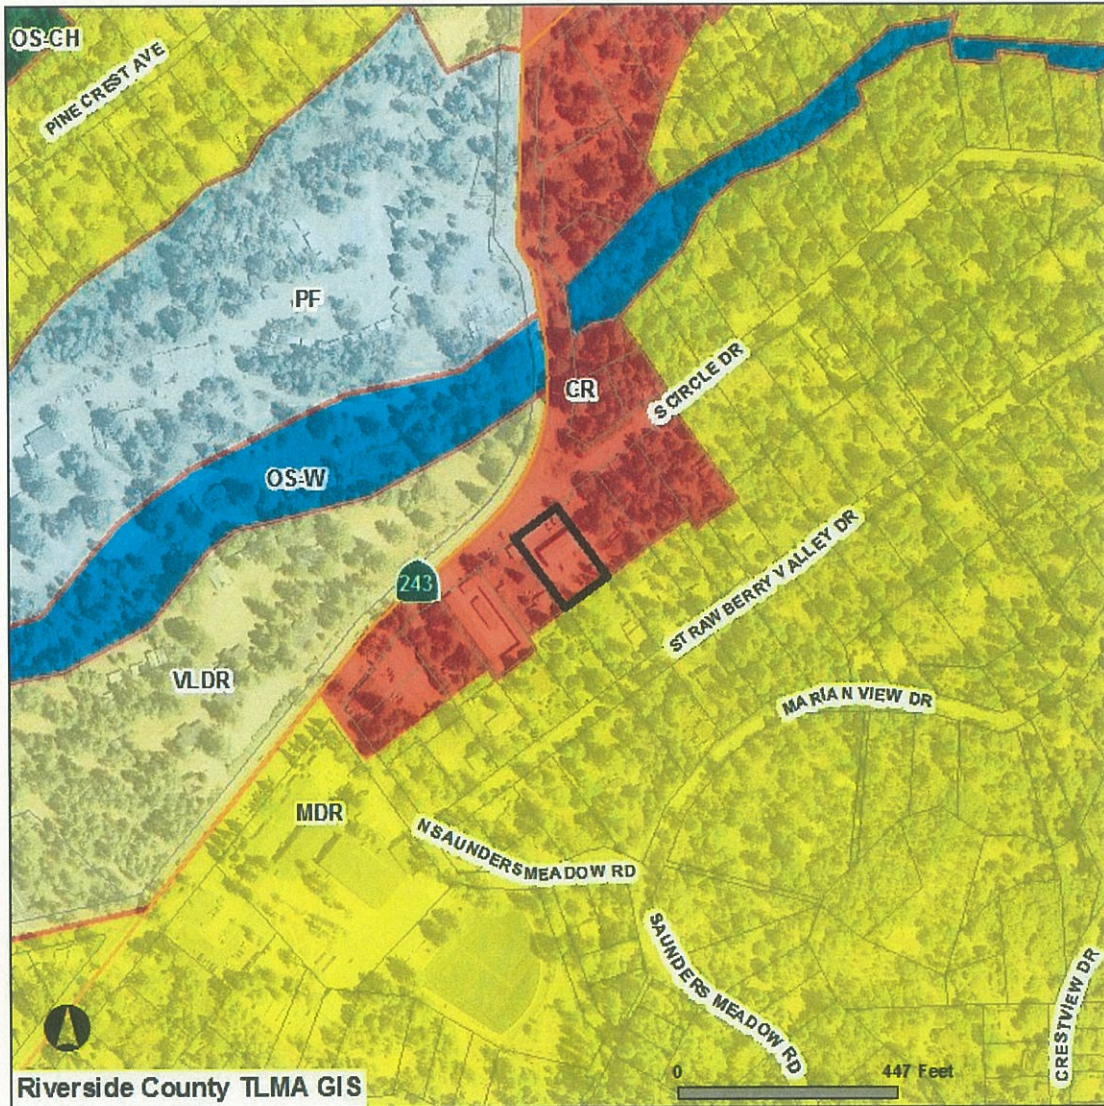 OS-CH
PINE CREST AVE
PF
CR
S CIRCLE DR
OS-W
STRAWBERRY VALLEY DR
243
VLDR
MARIAN VIEW DR
MDR
N SAUNDERS MEADOW RD
SAUNDERS MEADOW RD
CRESTVIEW DR
0 447 Feet
Riverside County TLMA GIS